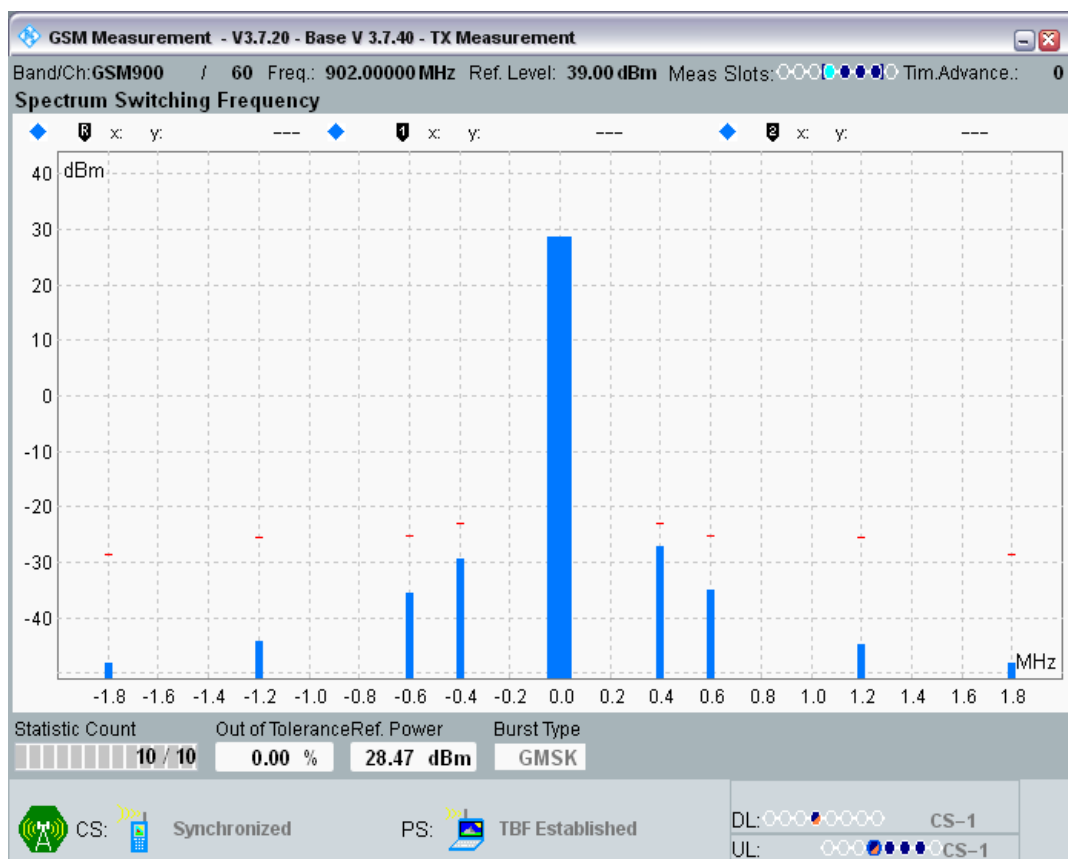 GSM Measurement - V3.7.20 - Base V 3.7.40 - TX Measurement
Band/Ch:GSM900 / 60 Freq.: 902.00000 MHz Ref. Level: 39.00 dBm Meas Slots: Tim.Advance.: 0
Spectrum Switching Frequency
R x: y: --- 1 x: y: --- 2 x: y: ---
dBm
40
30
20
10
0
-10
-20
-30
-40
MHz
-1.8 -1.6 -1.4 -1.2 -1.0 -0.8 -0.6 -0.4 -0.2 0.0 0.2 0.4 0.6 0.8 1.0 1.2 1.4 1.6 1.8
Statistic Count Out of Tolerance Ref. Power Burst Type
10 / 10 0.00 % 28.47 dBm GMSK
CS: Synchronized PS: TBF Established
DL: CS-1
UL: CS-1